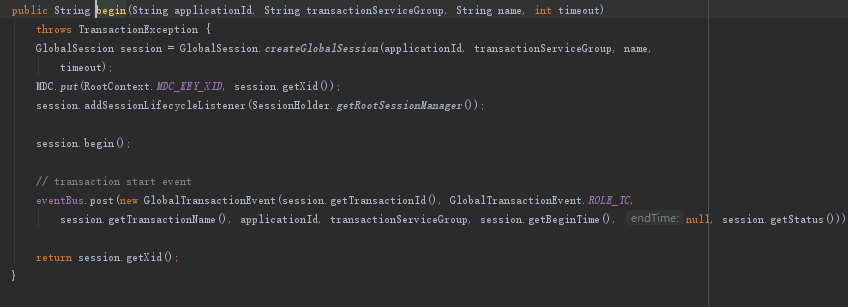 public String begin(String applicationId, String transactionServiceGroup, String name, int timeout)
throws TransactionException {
GlobalSession session = GlobalSession.createGlobalSession(applicationId, transactionServiceGroup, name,
timeout);
MDC.put(RootContext.MDC_KEY_XID, session.getXid());
session.addSessionLifecycleListener(SessionHolder.getRootSessionManager());
session.begin();
// transaction start event
eventBus.post(new GlobalTransactionEvent(session.getTransactionId(), GlobalTransactionEvent.ROLE_TC,
session.getTransactionName(), applicationId, transactionServiceGroup, session.getBeginTime(), endTime: null, session.getStatus()))
return session.getXid();
}